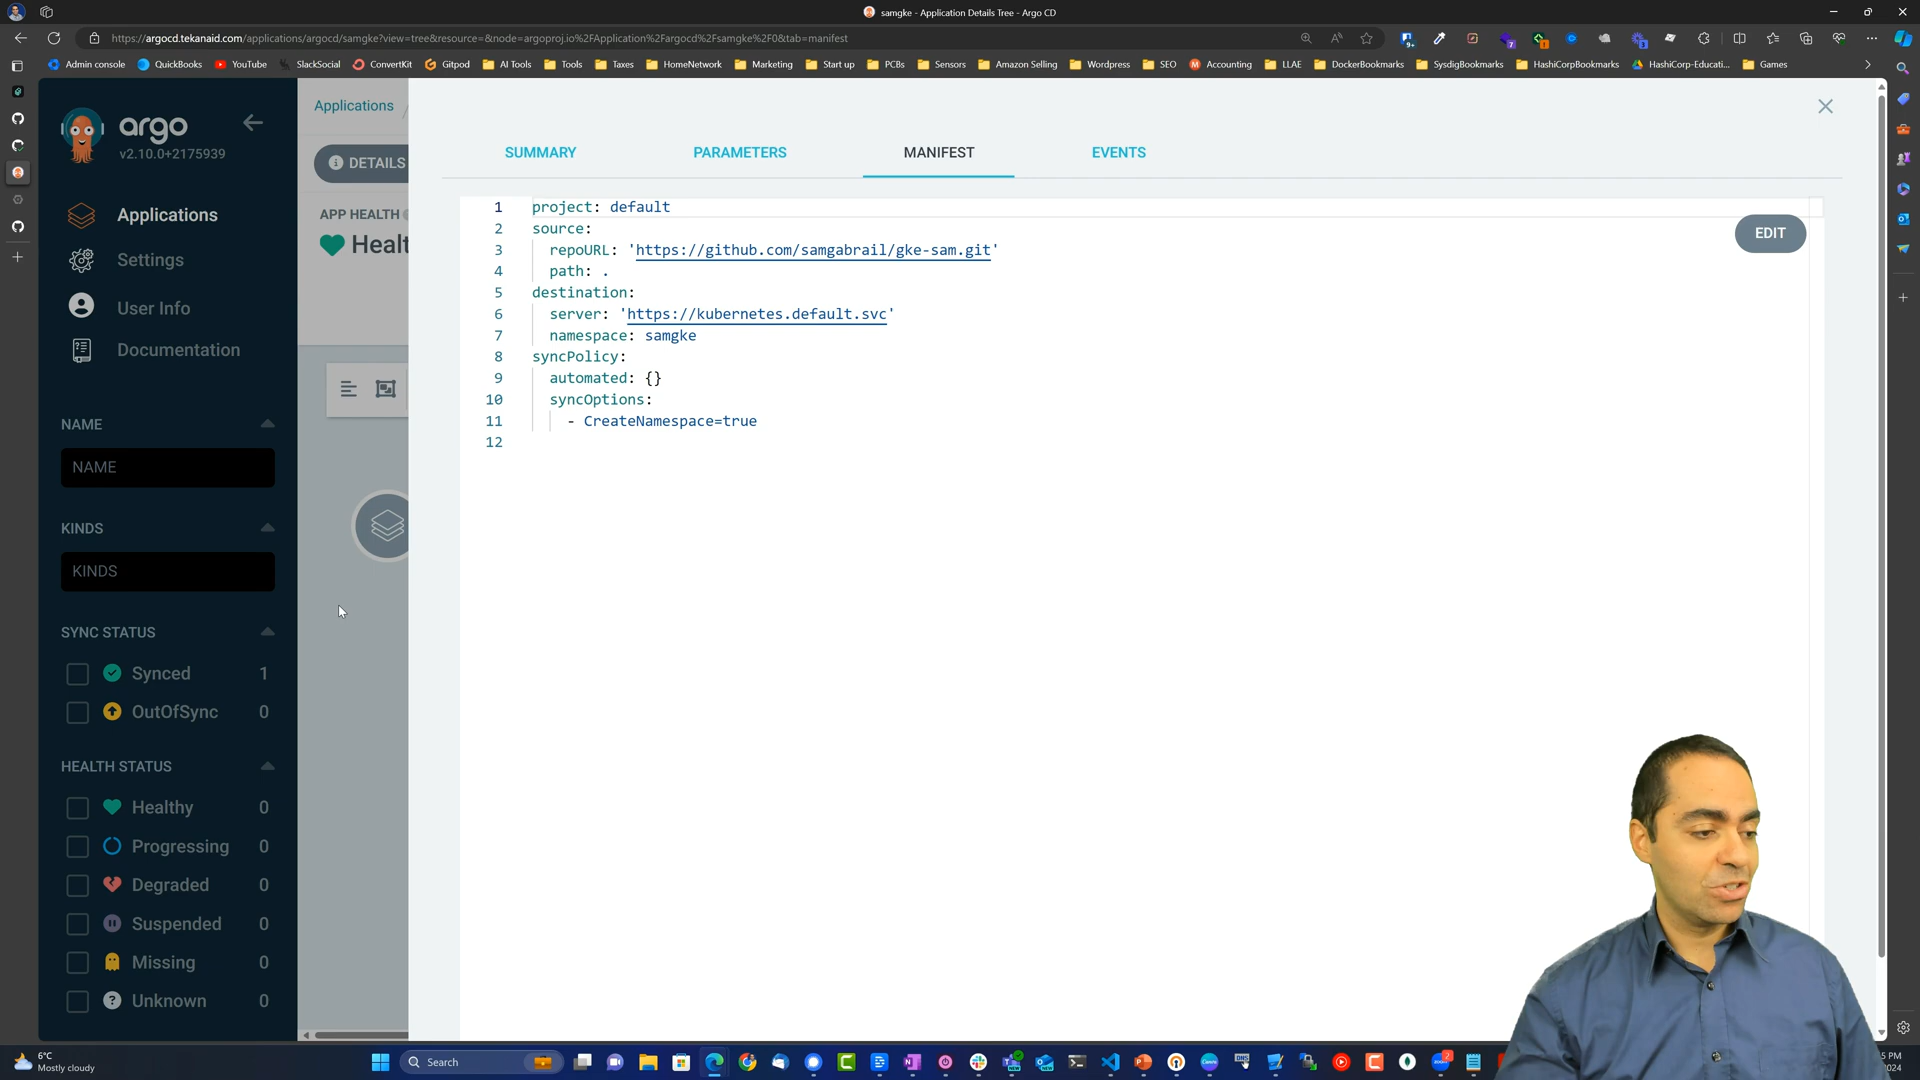 samgke - Application Details Tree - Argo CD
https://argocd.tekanaid.com/applications/argocd/samgke?view=tree&resource=&node=argoproj.io%2FApplication%2Fargocd%2Fsamgke%2F0&tab=manifest
Admin console
QuickBooks
YouTube
SlackSocial
ConvertKit
Gitpod
AI Tools
Tools
Taxes
HomeNetwork
Marketing
Start up
PCBs
Sensors
Amazon Selling
Wordpress
SEO
Accounting
LLAE
DockerBookmarks
SysdigBookmarks
HashiCorpBookmarks
HashiCorp-Educati...
Games
argo
v2.10.0+2175939
Applications
Settings
User Info
Documentation
NAME
NAME
KINDS
KINDS
SYNC STATUS
Synced 1
OutOfSync 0
HEALTH STATUS
Healthy 0
Progressing 0
Degraded 0
Suspended 0
Missing 0
Unknown 0
Applications /
DETAILS
APP HEALTH
Healt
SUMMARY
PARAMETERS
MANIFEST
EVENTS
EDIT
1 project: default
2 source:
3 repoURL: 'https://github.com/samgabrail/gke-sam.git'
4 path: .
5 destination:
6 server: 'https://kubernetes.default.svc'
7 namespace: samgke
8 syncPolicy:
9 automated: {}
10 syncOptions:
11 - CreateNamespace=true
12
6°C
Mostly cloudy
Search
5 PM
2024